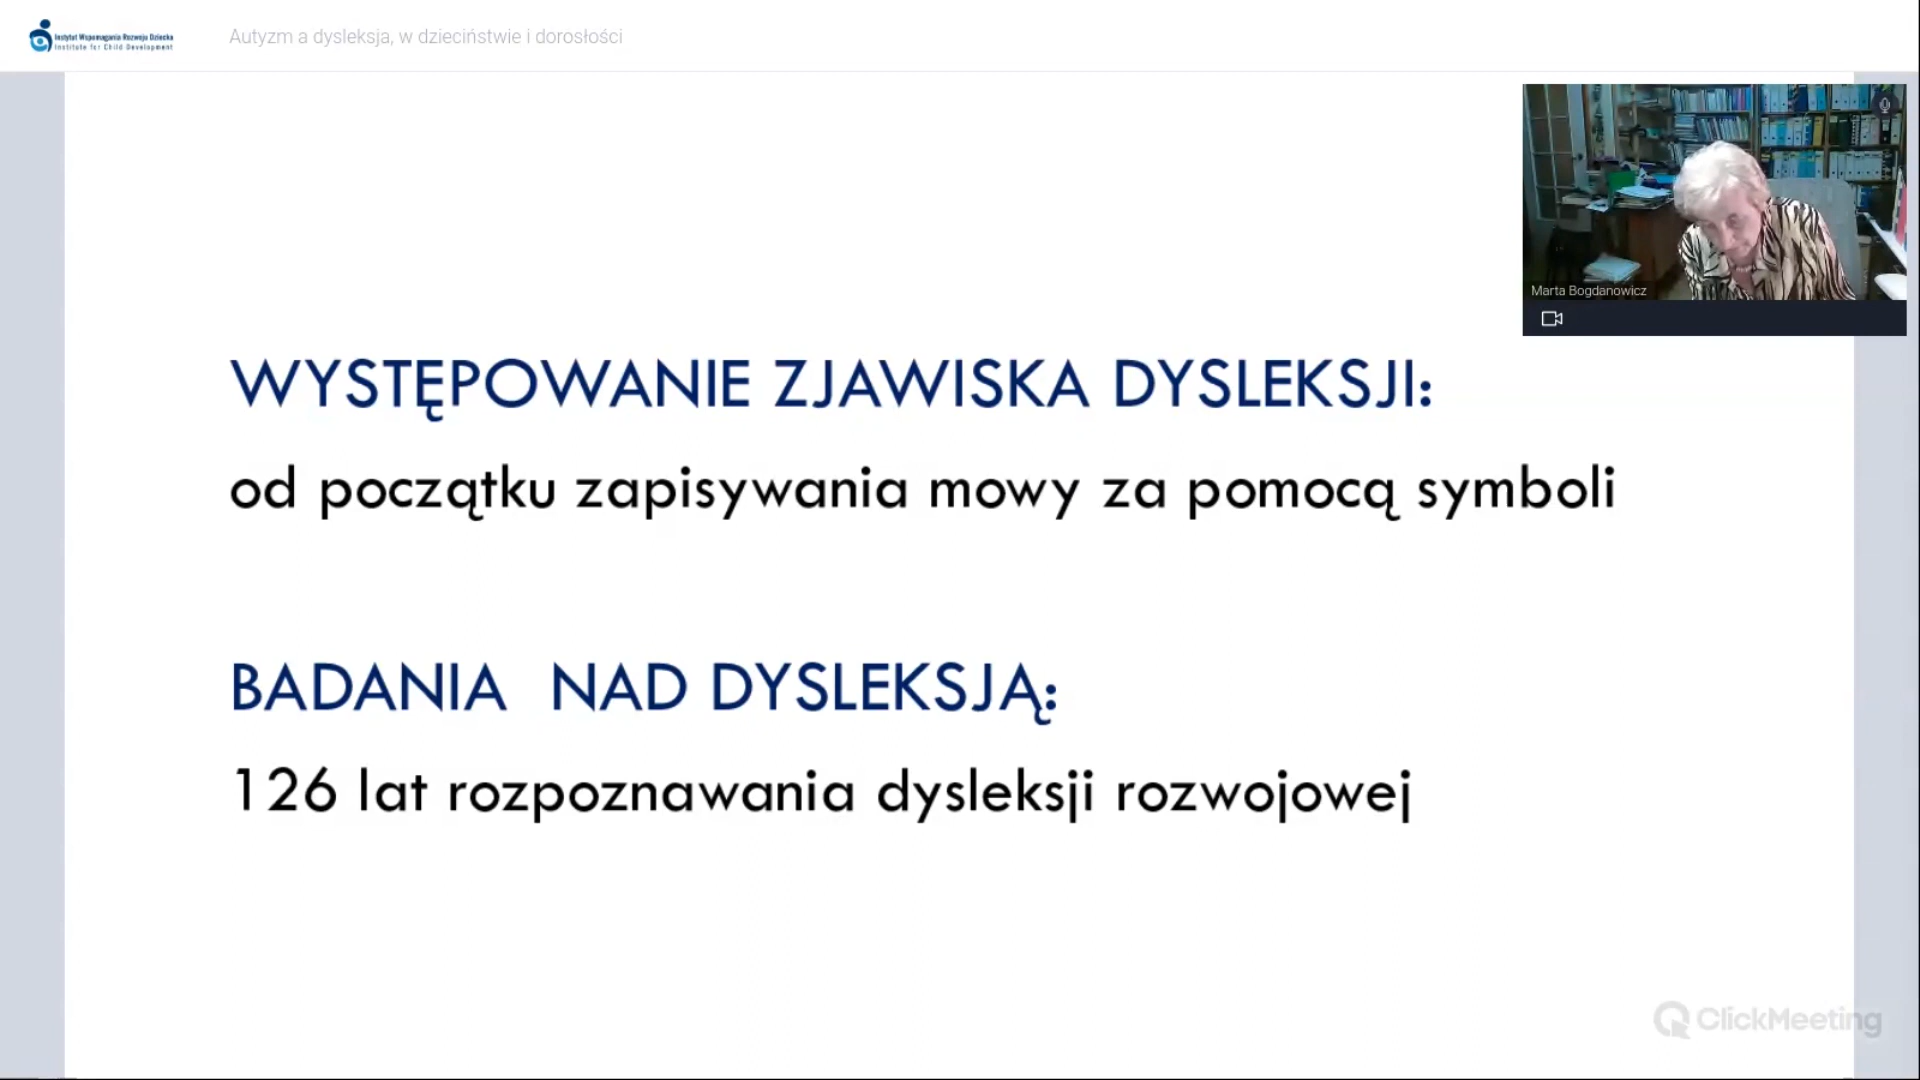 Instytut Wspomagania Rozwoju Dziecka
Institute for Child Development
Autyzm a dysleksja, w dzieciństwie i dorosłości
Marta Bogdanowicz
WYSTĘPOWANIE ZJAWISKA DYSLEKSJI:
od początku zapisywania mowy za pomocą symboli
BADANIA NAD DYSLEKSJĄ:
126 lat rozpoznawania dysleksji rozwojowej
ClickMeeting